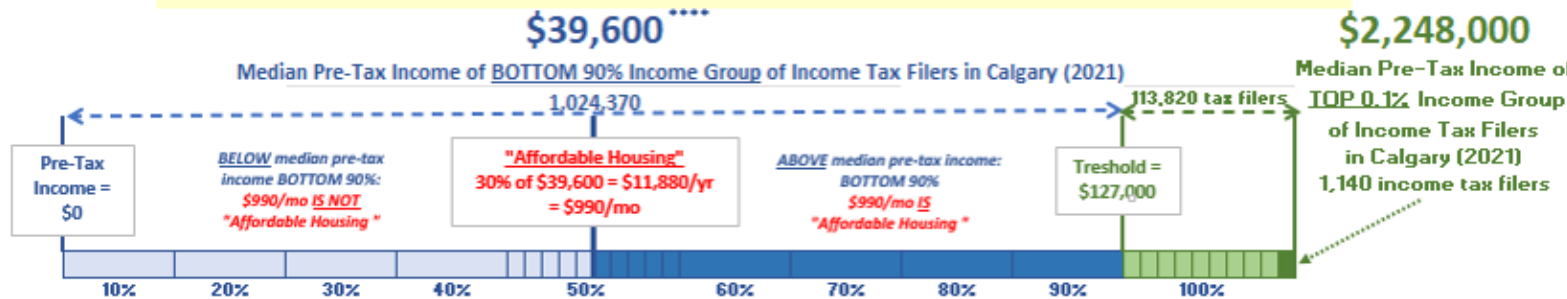 $39,600 ****
Median Pre-Tax Income of BOTTOM 90% Income Group of Income Tax Filers in Calgary (2021)
1,024,370
Pre-Tax
Income =
$0
BELOW median pre-tax
income BOTTOM 90%:
$990/mo IS NOT
"Affordable Housing "
"Affordable Housing"
30% of $39,600 = $11,880/yr
= $990/mo
ABOVE median pre-tax income:
BOTTOM 90%
$990/mo IS
"Affordable Housing "
Treshold =
$127,000
113,820 tax filers
$2,248,000
Median Pre-Tax Income of
TOP 0.1% Income Group
of Income Tax Filers
in Calgary (2021)
1,140 income tax filers
10% 20% 30% 40% 50% 60% 70% 80% 90% 100%